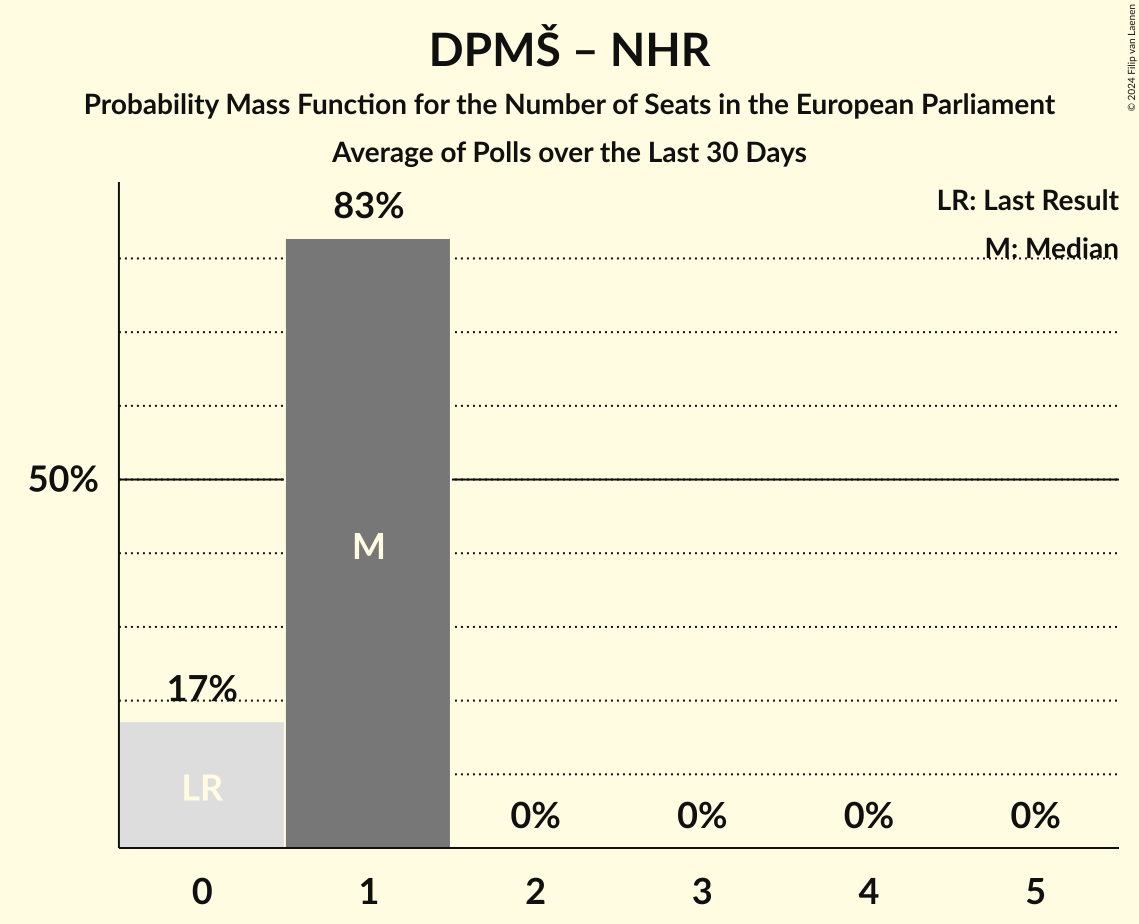 DPMŠ – NHR
Probability Mass Function for the Number of Seats in the European Parliament
Average of Polls over the Last 30 Days
© 2024 Filip van Laenen
LR: Last Result
M: Median
83%
50%
M
17%
LR
0% 0% 0% 0%
0 1 2 3 4 5